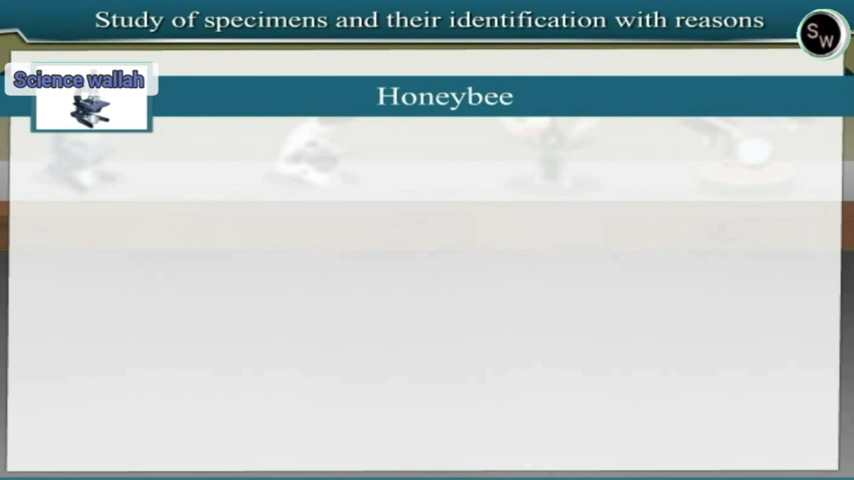 Study of specimens and their identification with reasons
SW
Science wallah
Honeybee